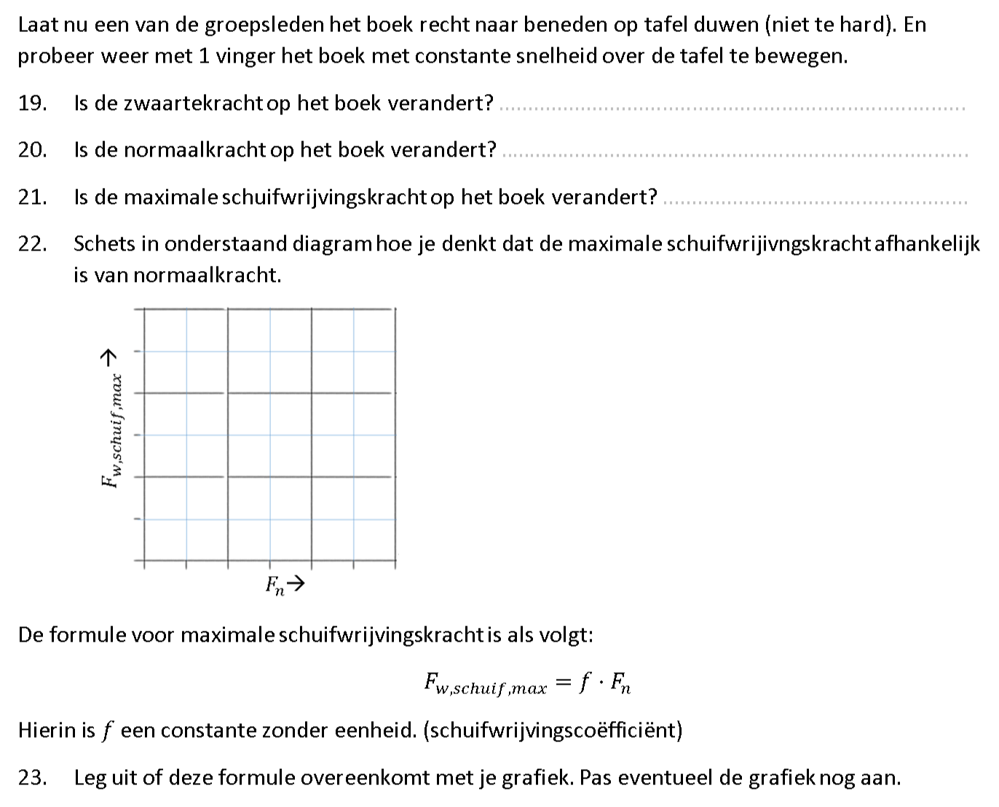 Laat nu een van de groepsleden het boek recht naar beneden op tafel duwen (niet te hard). En
probeer weer met 1 vinger het boek met constante snelheid over de tafel te bewegen.
19. Is de zwaartekracht op het boek verandert?
20. Is de normaalkracht op het boek verandert?
21. Is de maximale schuifwrijvingskracht op het boek verandert?
22. Schets in onderstaand diagram hoe je denkt dat de maximale schuifwrijivngskracht afhankelijk
is van normaalkracht.
F_{w,schuif,max} →
F_n →
De formule voor maximale schuifwrijvingskracht is als volgt:
F_{w,schuif,max} = f · F_n
Hierin is f een constante zonder eenheid. (schuifwrijvingscoëfficiënt)
23. Leg uit of deze formule overeenkomt met je grafiek. Pas eventueel de grafiek nog aan.